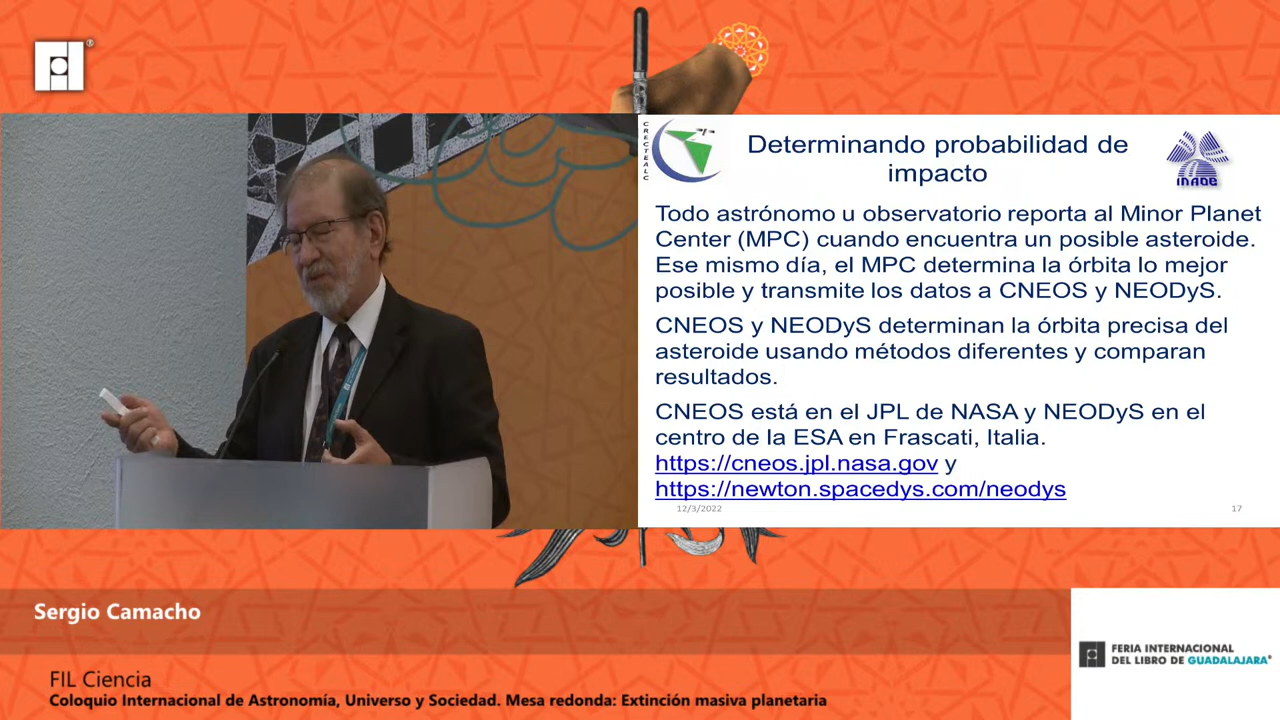 FIL
CRECTEALC
Determinando probabilidad de
impacto
INAOE
Todo astrónomo u observatorio reporta al Minor Planet
Center (MPC) cuando encuentra un posible asteroide.
Ese mismo día, el MPC determina la órbita lo mejor
posible y transmite los datos a CNEOS y NEODyS.
CNEOS y NEODyS determinan la órbita precisa del
asteroide usando métodos diferentes y comparan
resultados.
CNEOS está en el JPL de NASA y NEODyS en el
centro de la ESA en Frascati, Italia.
https://cneos.jpl.nasa.gov y
https://newton.spacedys.com/neodys
12/3/2022
17
Sergio Camacho
FIL Ciencia
Coloquio Internacional de Astronomía, Universo y Sociedad. Mesa redonda: Extinción masiva planetaria
FERIA INTERNACIONAL
DEL LIBRO DE GUADALAJARA